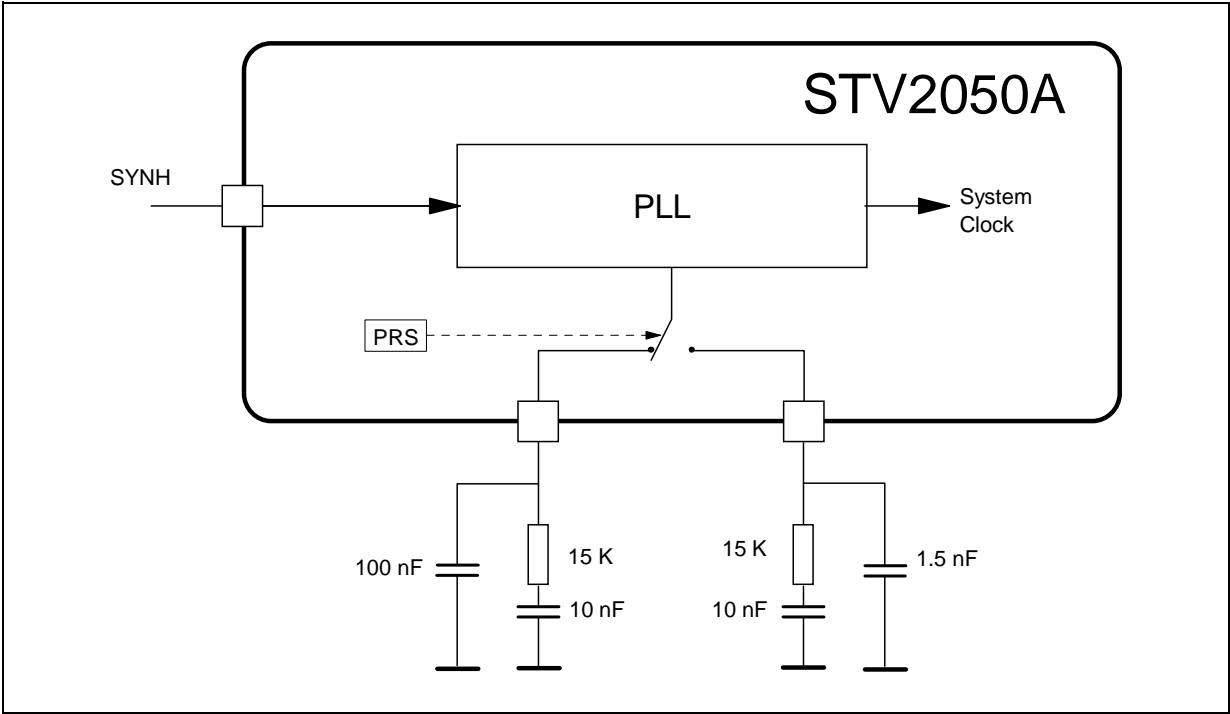 STV2050A
SYNH
PLL
System
Clock
PRS
100 nF
15 K
10 nF
15 K
10 nF
1.5 nF